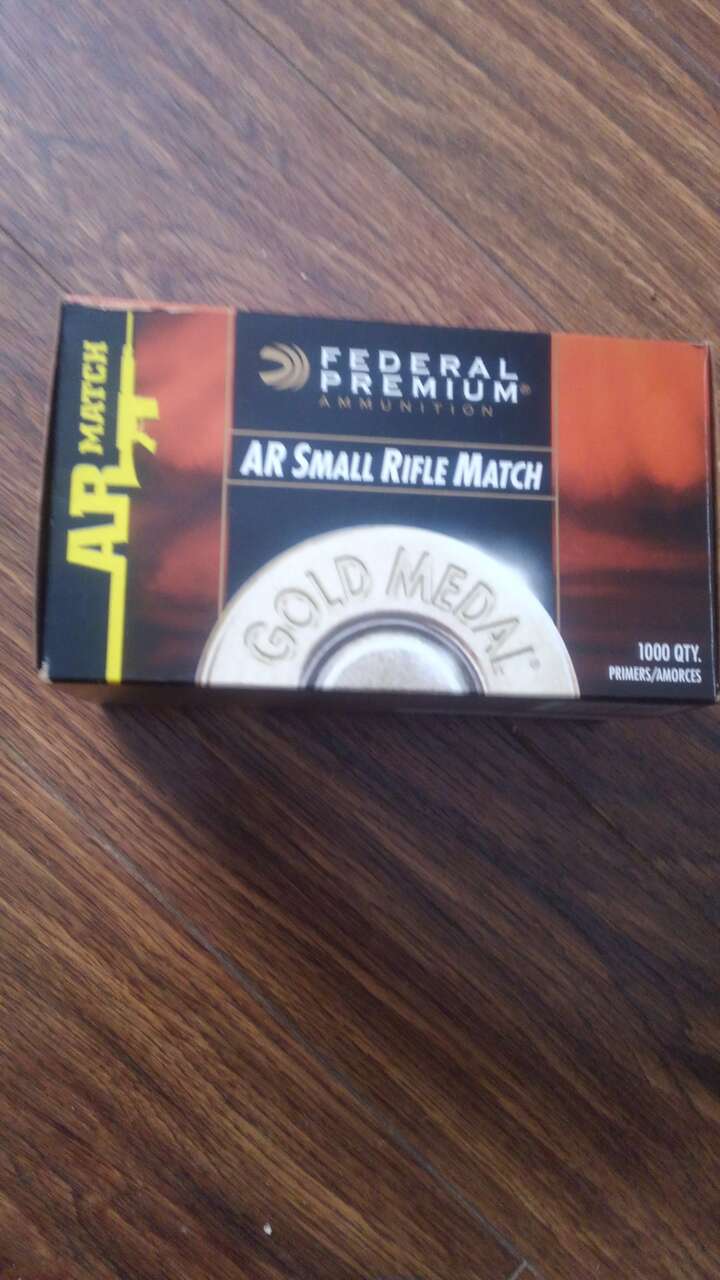 AR MATCH
FEDERAL
PREMIUM®
AMMUNITION
AR SMALL RIFLE MATCH
GOLD MEDAL®
1000 QTY.
PRIMERS/AMORCES